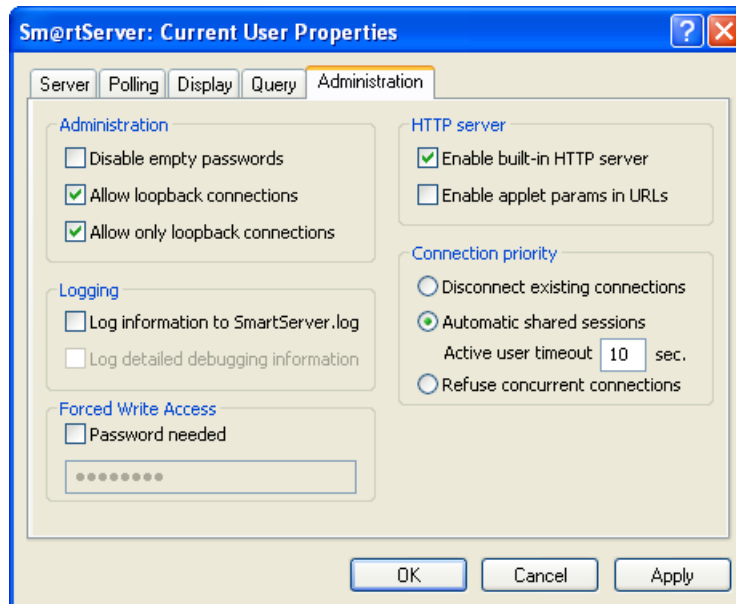 Sm@rtServer: Current User Properties
Server Polling Display Query Administration
Administration
Disable empty passwords
Allow loopback connections
Allow only loopback connections
Logging
Log information to SmartServer.log
Log detailed debugging information
Forced Write Access
Password needed
••••••••
HTTP server
Enable built-in HTTP server
Enable applet params in URLs
Connection priority
Disconnect existing connections
Automatic shared sessions
Active user timeout 10 sec.
Refuse concurrent connections
OK Cancel Apply